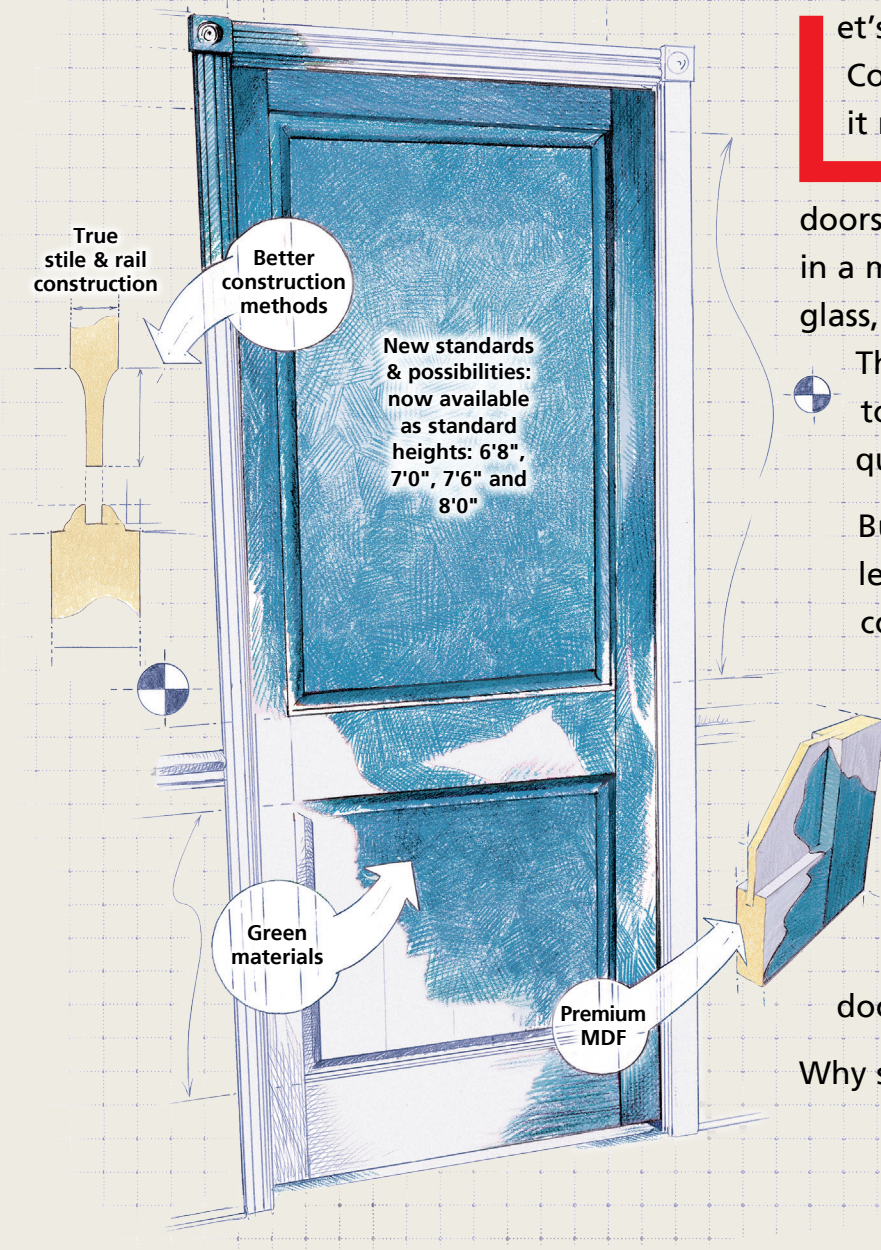 True
stile & rail
construction
Better
construction
methods
New standards
& possibilities:
now available
as standard
heights: 6'8",
7'0", 7'6" and
8'0"
Green
materials
Premium
MDF
et's
Co
it
doors
in a m
glass,
Th
to
qu
Bu
le
co
doo
Why s